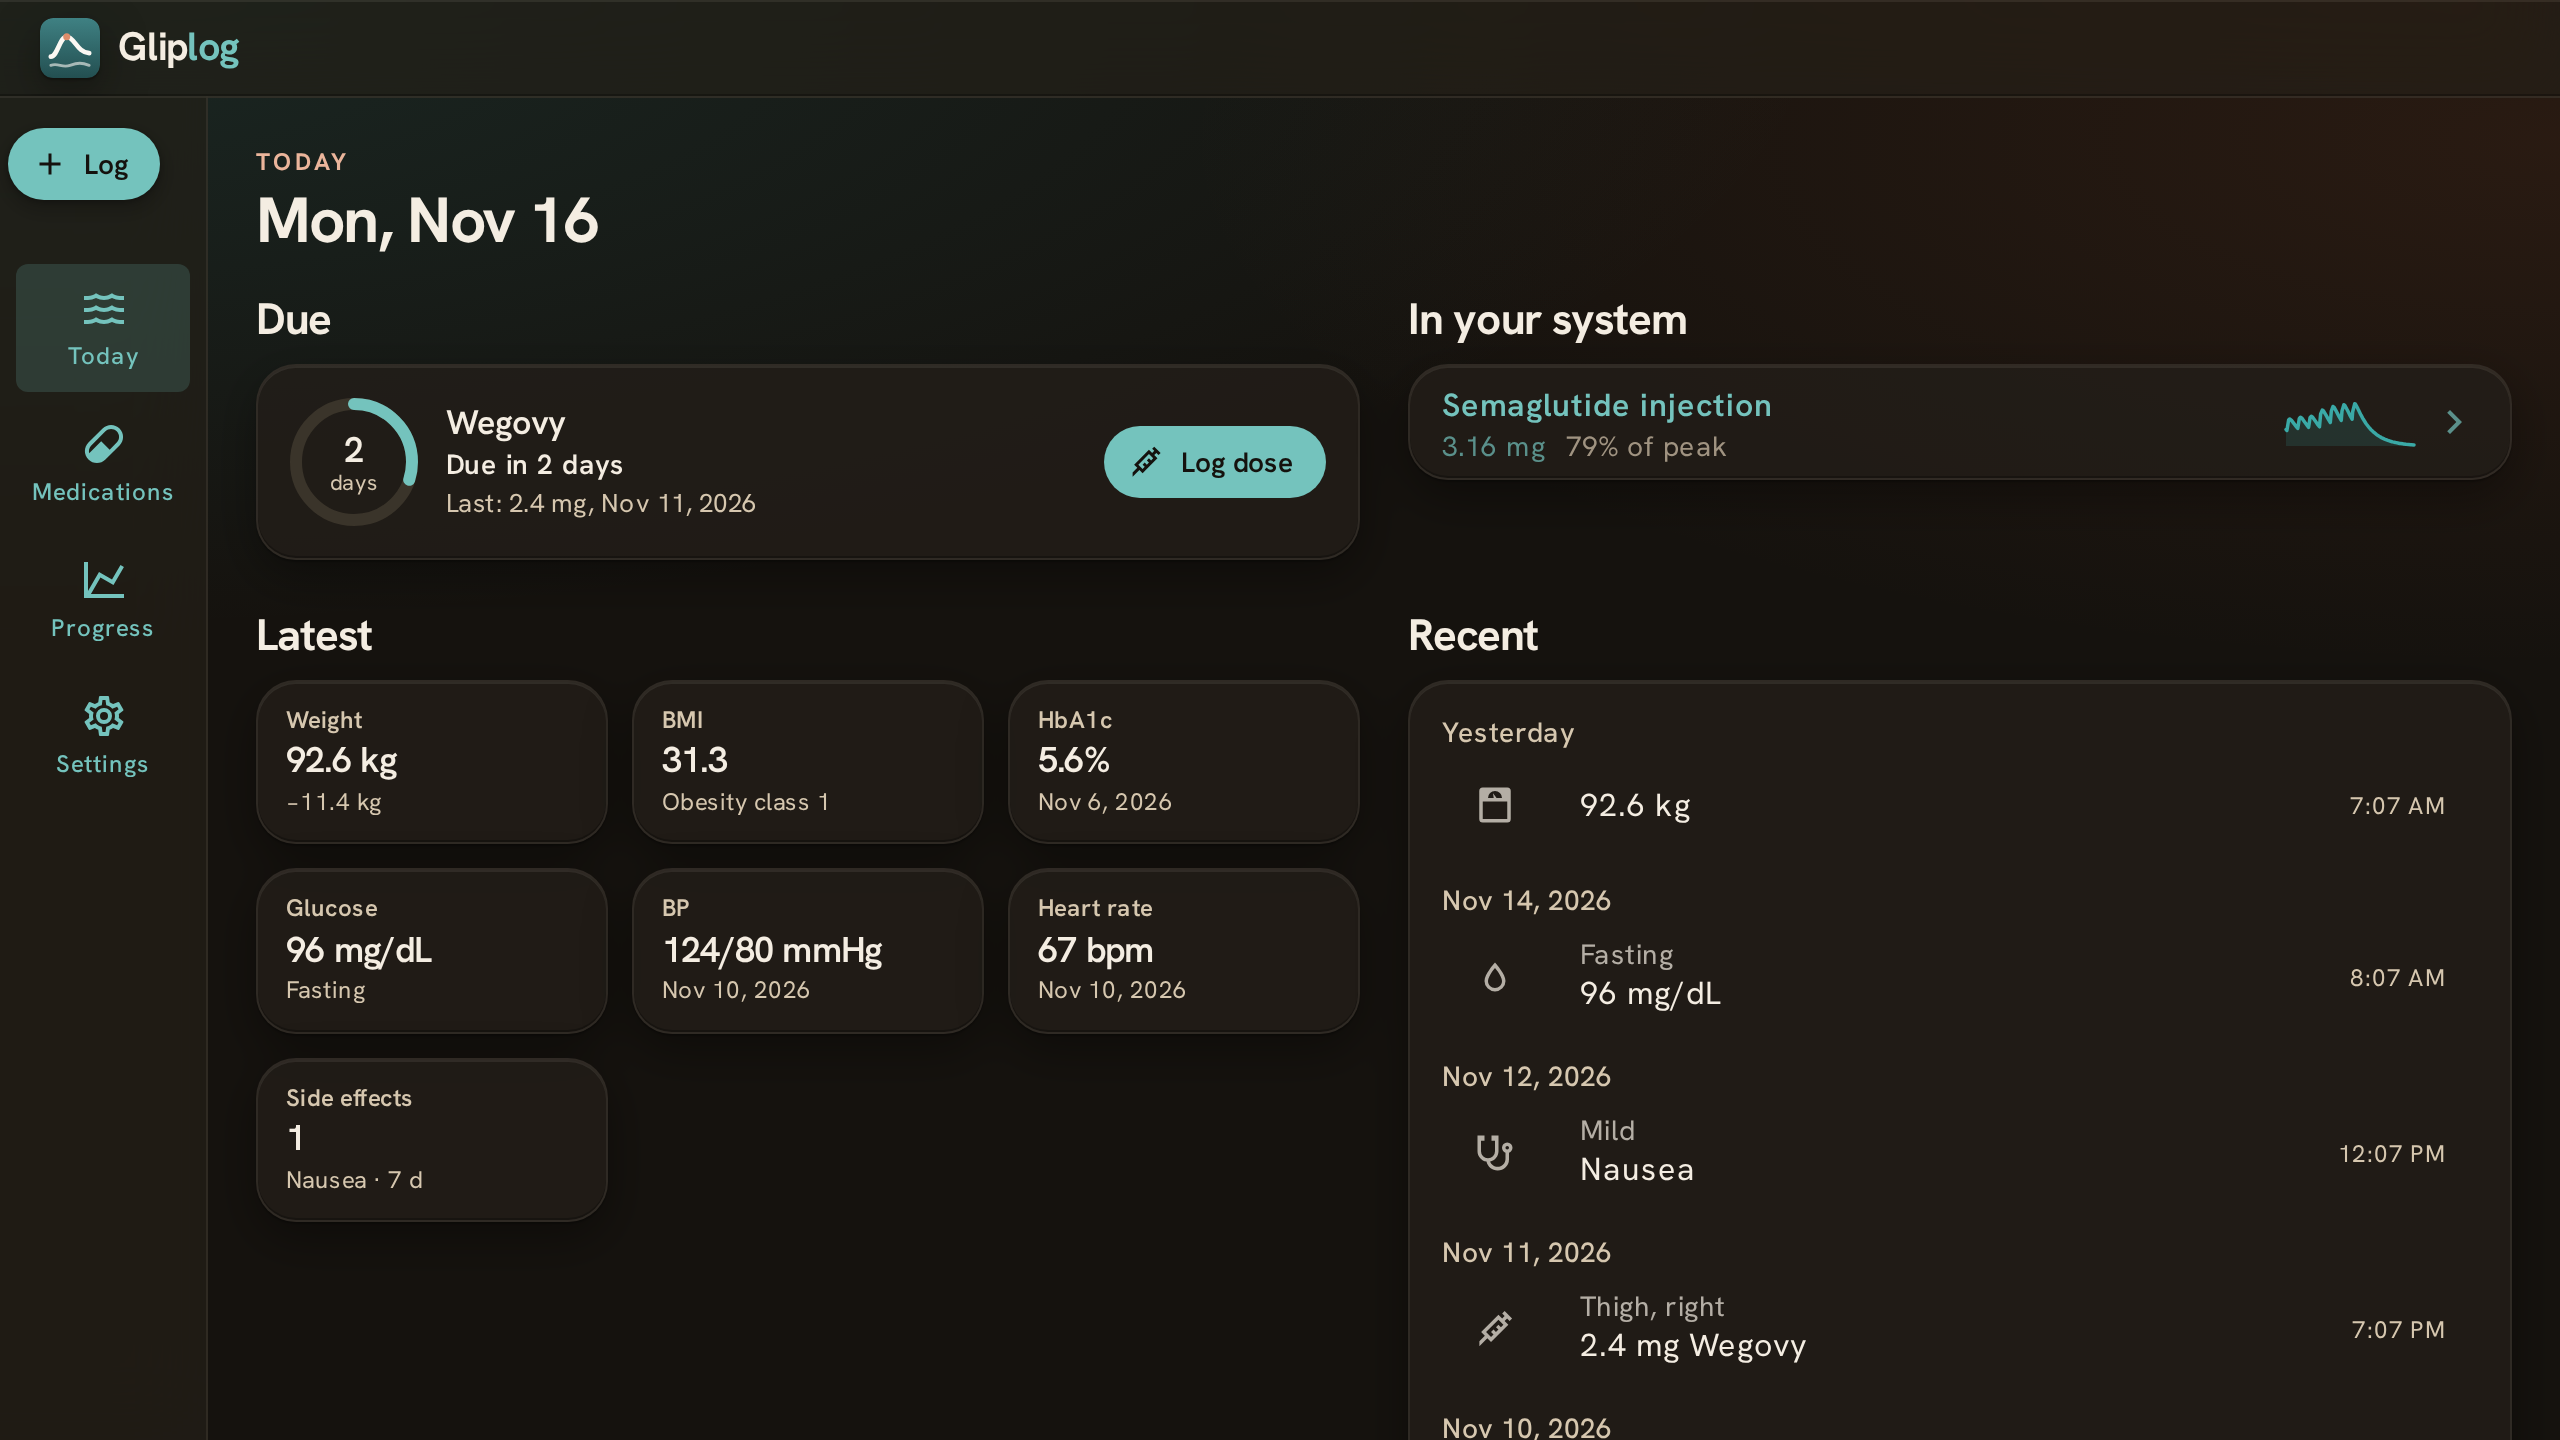 Gliplog
Log
Today
Medications
Progress
Settings
TODAY
Mon, Nov 16
Due
2
days
Wegovy
Due in 2 days
Last: 2.4 mg, Nov 11, 2026
Log dose
In your system
Semaglutide injection
3.16 mg 79% of peak
Latest
Weight
92.6 kg
−11.4 kg
BMI
31.3
Obesity class 1
HbA1c
5.6%
Nov 6, 2026
Glucose
96 mg/dL
Fasting
BP
124/80 mmHg
Nov 10, 2026
Heart rate
67 bpm
Nov 10, 2026
Side effects
1
Nausea · 7 d
Recent
Yesterday
92.6 kg
7:07 AM
Nov 14, 2026
Fasting
96 mg/dL
8:07 AM
Nov 12, 2026
Mild
Nausea
12:07 PM
Nov 11, 2026
Thigh, right
2.4 mg Wegovy
7:07 PM
Nov 10, 2026